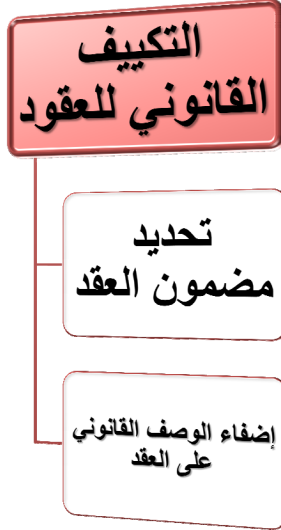 التكييف
القانوني للعقود
تحديد
مضمون العقد
إضفاء الوصف القانوني
على العقد